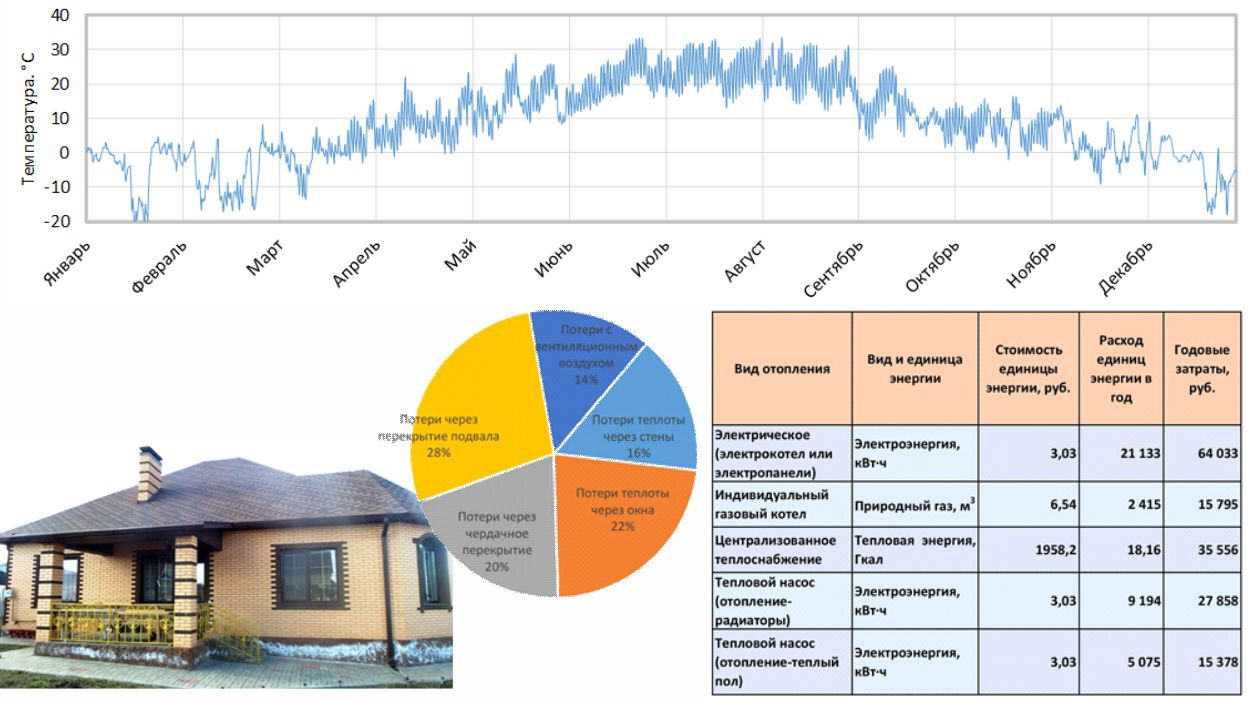 40
30
20
10
0
-10
-20
Температура. °С
Январь
Февраль
Март
Апрель
Май
Июнь
Июль
Август
Сентябрь
Октябрь
Ноябрь
Декабрь
Потери с
вентиляционным
воздухом
14%
Потери теплоты
через стены
16%
Потери теплоты
через окна
22%
Потери через
чердачное
перекрытие
20%
Потери через
перекрытие подвала
28%
Вид отопления
Вид и единица
энергии
Стоимость
единицы
энергии, руб.
Расход
единиц
энергии в
год
Годовые
затраты,
руб.
Электрическое
(электрокотел или
электропанели)
Электроэнергия,
кВт·ч
3,03
21 133
64 033
Индивидуальный
газовый котел
Природный газ, м³
6,54
2 415
15 795
Централизованное
теплоснабжение
Тепловая энергия,
Гкал
1958,2
18,16
35 556
Тепловой насос
(отопление-
радиаторы)
Электроэнергия,
кВт·ч
3,03
9 194
27 858
Тепловой насос
(отопление-теплый
пол)
Электроэнергия,
кВт·ч
3,03
5 075
15 378